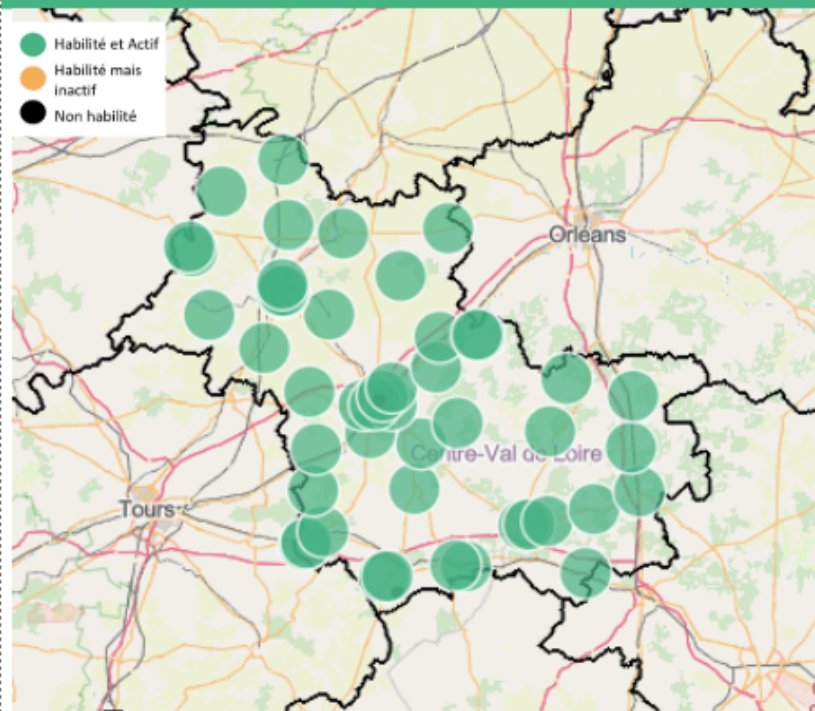 Habilité et Actif
Habilité mais
inactif
Non habilité
Orléans
Centre-Val de Loire
Tours